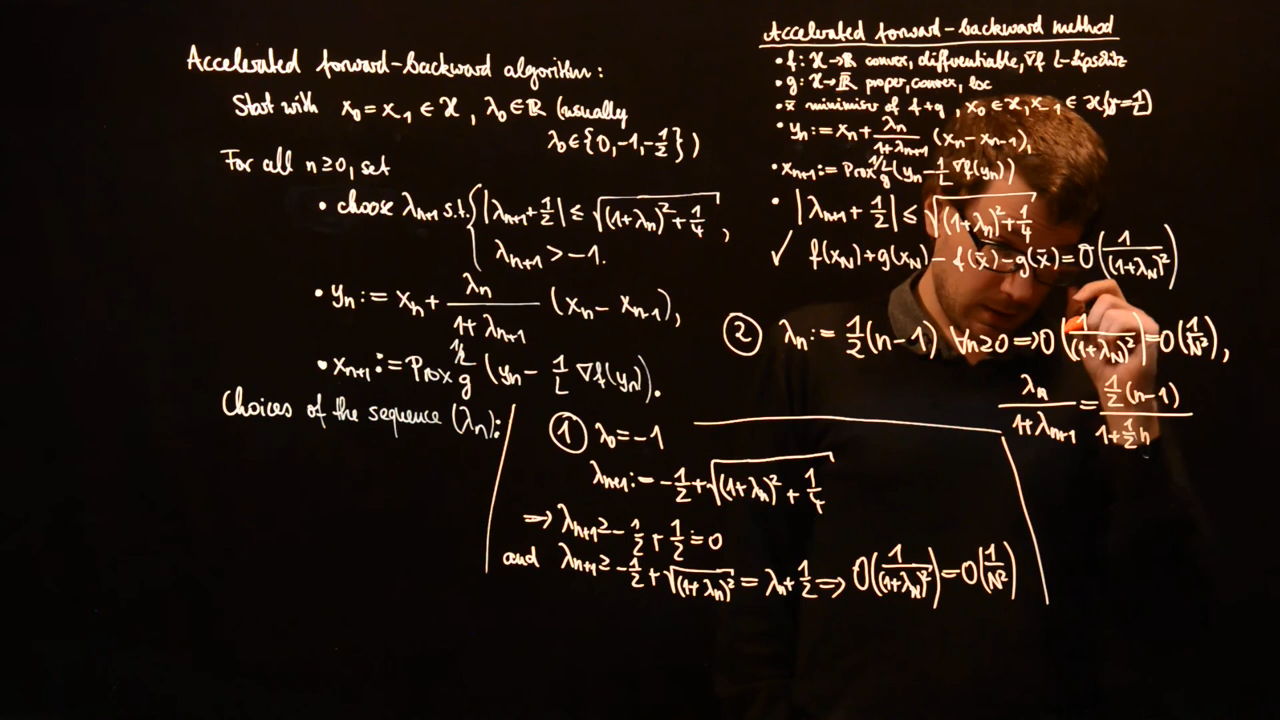 Accelerated forward-backward algorithm:
Start with x₀ = x₋₁ ∈ ℋ, λ₀ ∈ ℝ (usually
λ₀ ∈ {0, -1, -½})
For all n ≥ 0, set
• choose λₙ₊₁ s.t. { |λₙ₊₁ + ½| ≤ √((1+λₙ)² + ¼),
λₙ₊₁ > -1.
• yₙ := xₙ + λₙ/(1+λₙ₊₁) (xₙ - xₙ₋₁),
• xₙ₊₁ := Prox_g^{1/L} (yₙ - 1/L ∇f(yₙ)).
Choices of the sequence (λₙ):
① λ₀ = -1
λₙ₊₁ := -½ + √((1+λₙ)² + ¼)
⇒ λₙ₊₁ ≥ -½ + ½ = 0
and λₙ₊₁ ≥ -½ + √((1+λₙ)²) = λₙ + ½ ⇒ O(1/(1+λ_N)²) = O(1/N²)
Accelerated forward-backward method
• f: ℋ → ℝ convex, differentiable, ∇f L-Lipschitz
• g: ℋ → ℝ̄ proper, convex, lsc
• x̄ minimiser of f+g, x₀ ∈ ℋ, x₋₁ ∈ ℋ (γ = 1/L)
• yₙ := xₙ + λₙ/(1+λₙ₊₁) (xₙ - xₙ₋₁),
• xₙ₊₁ := Prox_g^{1/L} (yₙ - 1/L ∇f(yₙ))
• |λₙ₊₁ + ½| ≤ √((1+λₙ)² + ¼)
✓ f(x_N) + g(x_N) - f(x̄) - g(x̄) = O(1/(1+λ_N)²)
② λₙ := ½(n-1) ∀n≥0 ⇒ O(1/(1+λ_N)²) = O(1/N²),
λₙ/(1+λₙ₊₁) = ½(n-1)/(1+½n